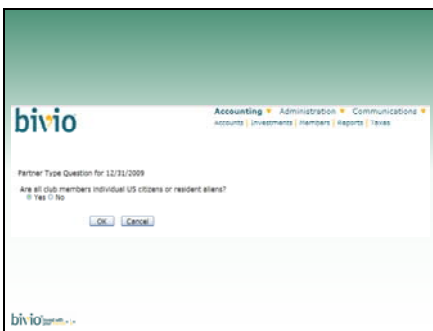 bivio
Accounting Administration Communications
Accounts | Investments | Members | Reports | Taxes
Partner Type Question for 12/31/2009
Are all club members individual US citizens or resident aliens?
Yes No
OK Cancel
bivio